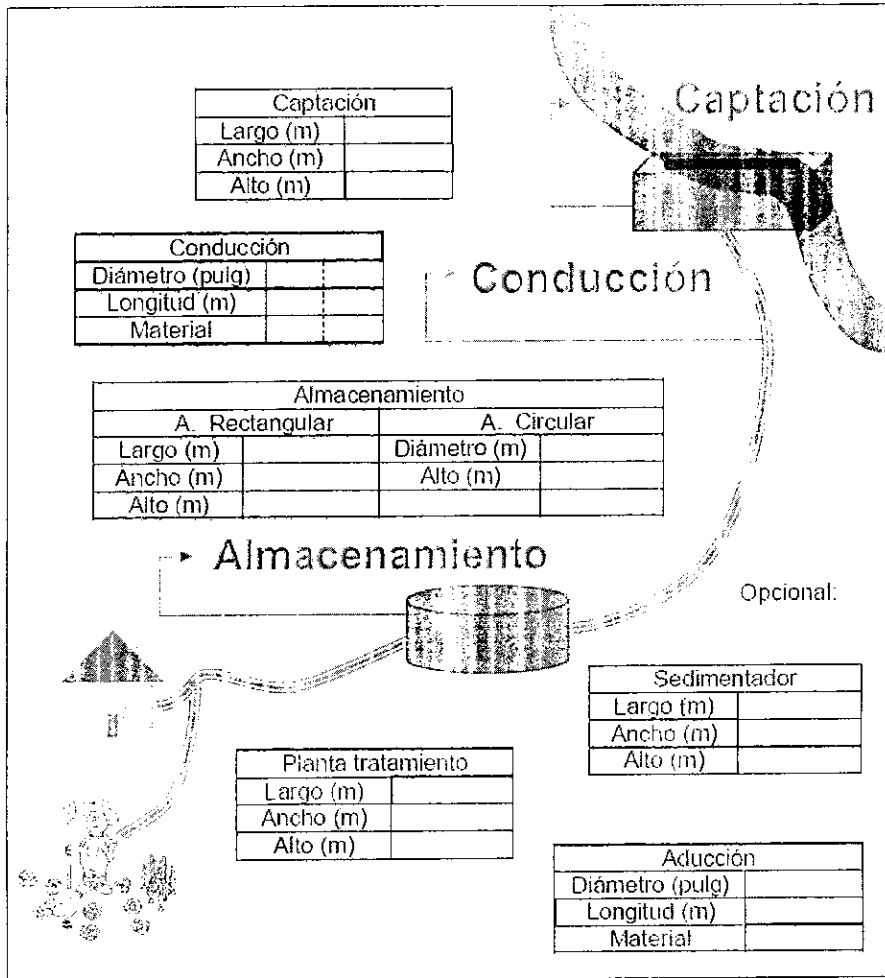 Captación
Captación
Largo (m)
Ancho (m)
Alto (m)
Conducción
Diámetro (pulg)
Longitud (m)
Material
Conducción
Almacenamiento
A. Rectangular A. Circular
Largo (m) Diámetro (m)
Ancho (m) Alto (m)
Alto (m)
Almacenamiento
Opcional:
Sedimentador
Largo (m)
Ancho (m)
Alto (m)
Planta tratamiento
Largo (m)
Ancho (m)
Alto (m)
Aducción
Diámetro (pulg)
Longitud (m)
Material